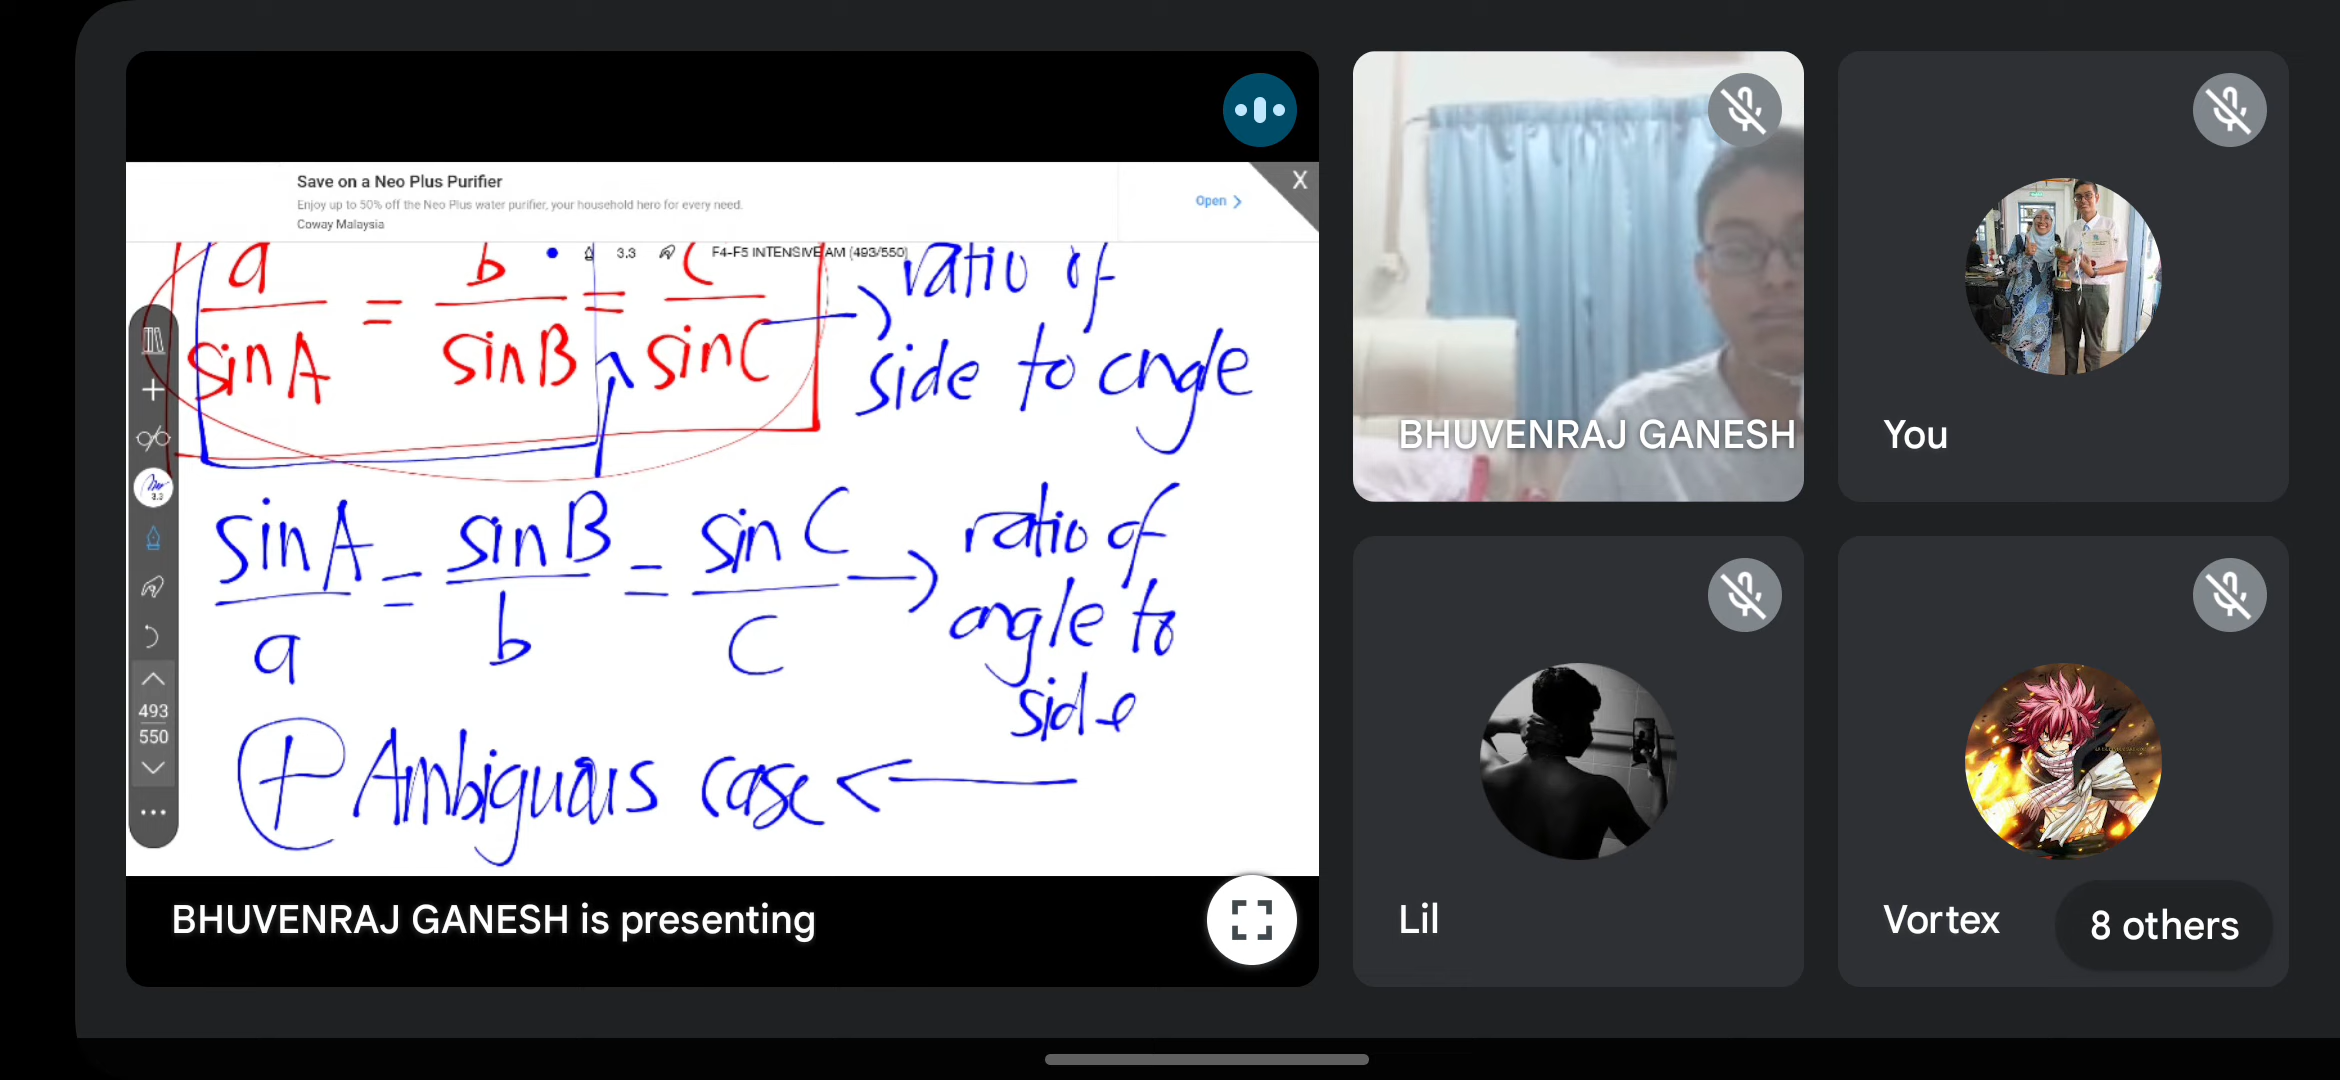 Save on a Neo Plus Purifier
Enjoy up to 50% off the Neo Plus water purifier, your household hero for every need.
Coway Malaysia
Open
X
3.3
F4-F5 INTENSIVE AM (493/550)
a = b = c
sin A sin B sin C
ratio of
side to angle
sin A = sin B = sin C
a b c
ratio of
angle to
side
+ Ambiguous case
3.3
493
550
BHUVENRAJ GANESH is presenting
BHUVENRAJ GANESH
You
Lil
Vortex
8 others